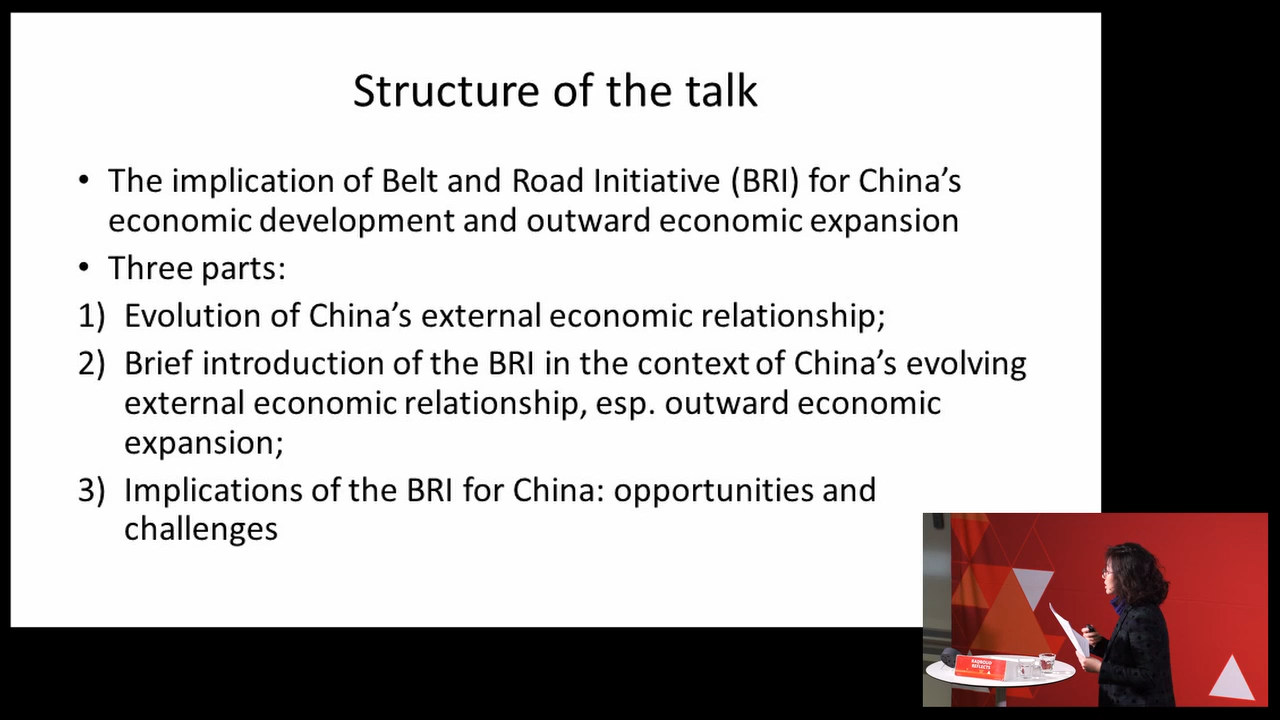 Structure of the talk
• The implication of Belt and Road Initiative (BRI) for China’s
economic development and outward economic expansion
• Three parts:
1) Evolution of China’s external economic relationship;
2) Brief introduction of the BRI in the context of China’s evolving
external economic relationship, esp. outward economic
expansion;
3) Implications of the BRI for China: opportunities and
challenges
RADBOUD
REFLECTS